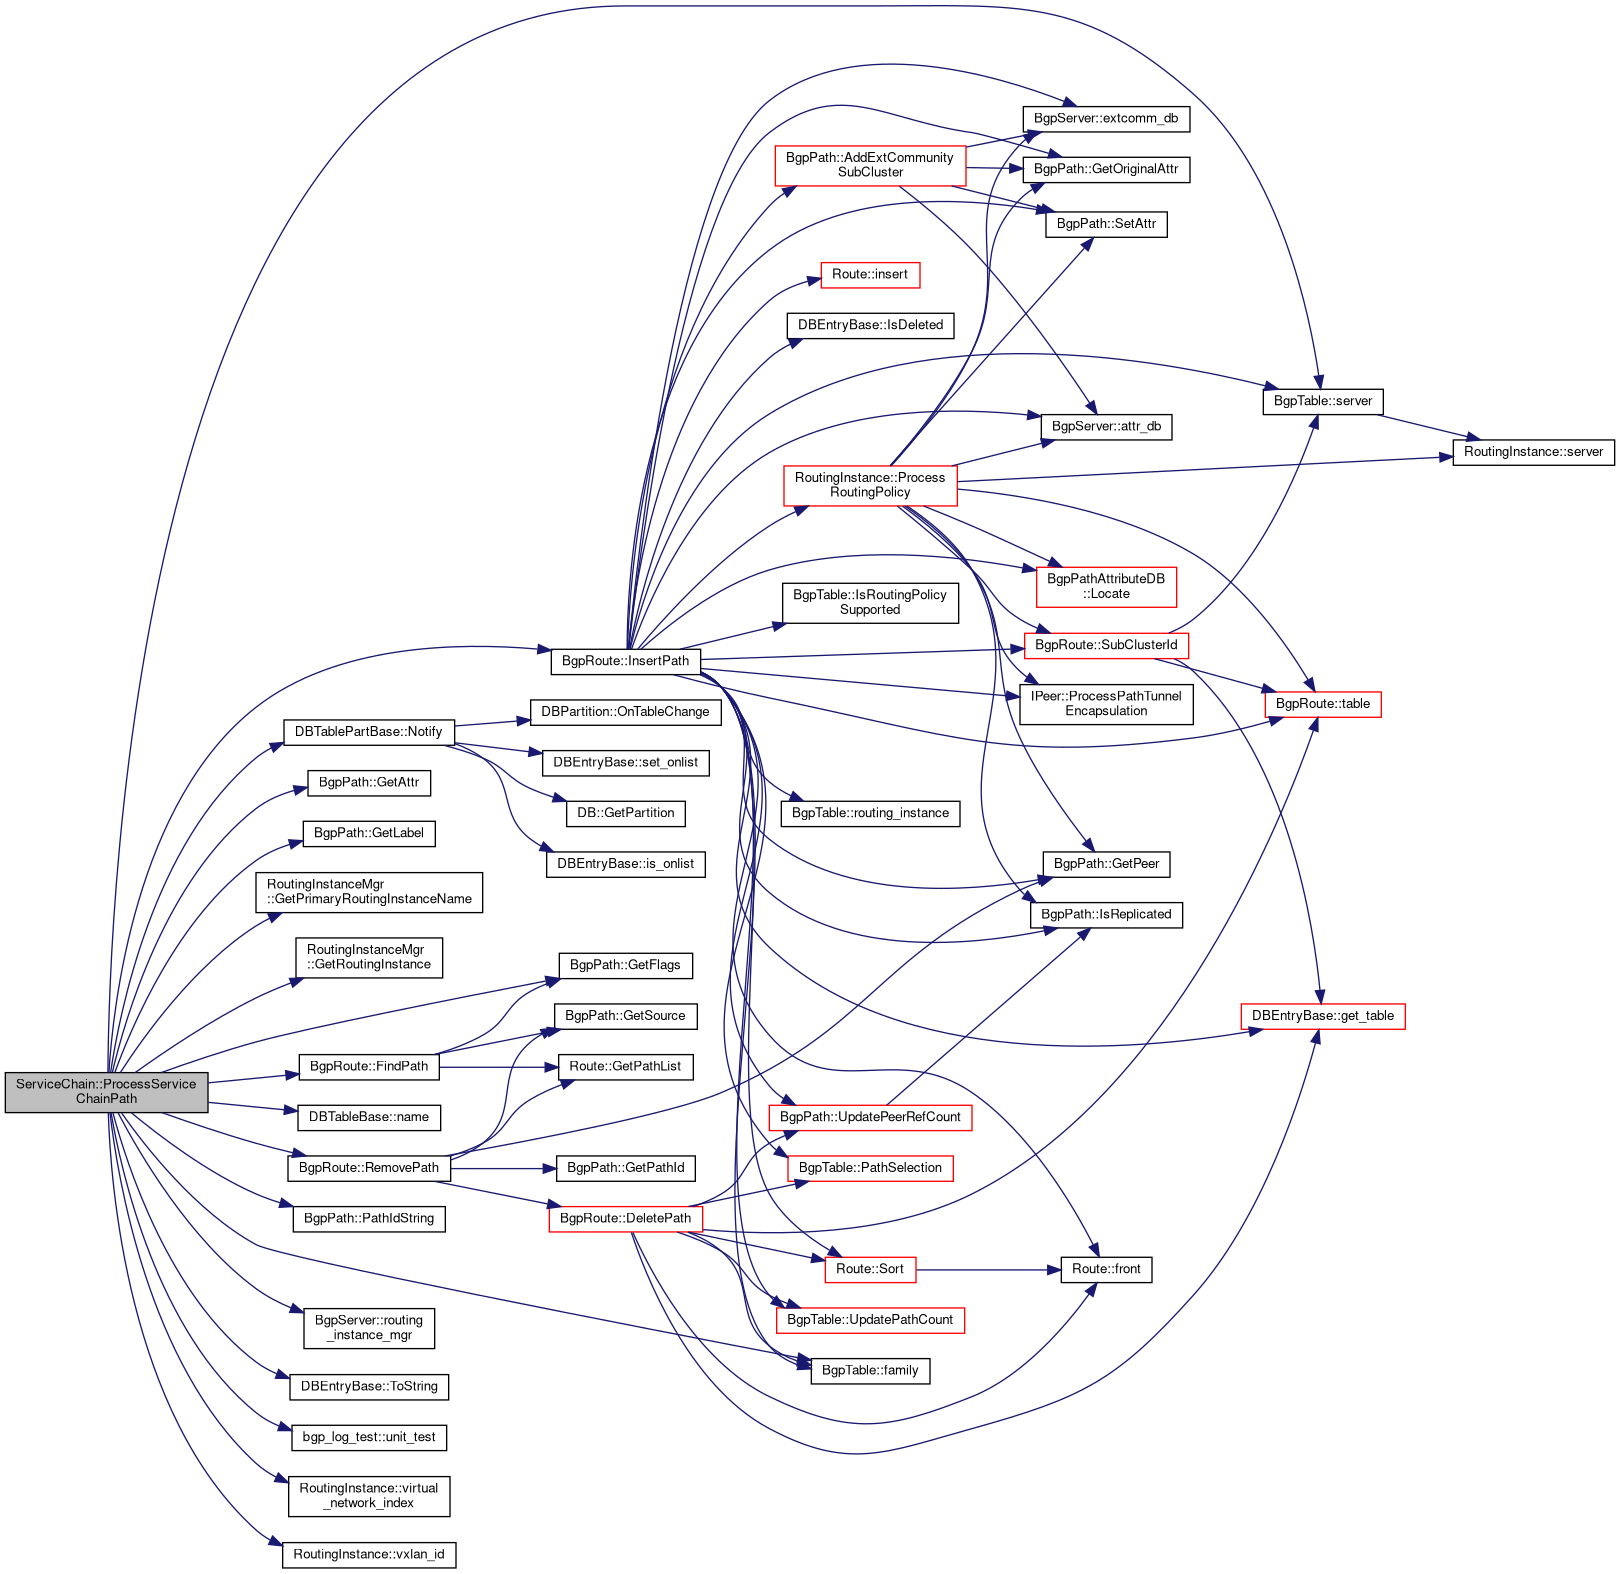 ServiceChain::ProcessService
ChainPath
BgpRoute::InsertPath
DBTablePartBase::Notify
BgpPath::GetAttr
BgpPath::GetLabel
RoutingInstanceMgr
::GetPrimaryRoutingInstanceName
RoutingInstanceMgr
::GetRoutingInstance
BgpRoute::FindPath
DBTableBase::name
BgpRoute::RemovePath
BgpPath::PathIdString
BgpServer::routing
_instance_mgr
DBEntryBase::ToString
bgp_log_test::unit_test
RoutingInstance::virtual
_network_index
RoutingInstance::vxlan_id
DBPartition::OnTableChange
DBEntryBase::set_onlist
DB::GetPartition
DBEntryBase::is_onlist
BgpPath::GetFlags
BgpPath::GetSource
Route::GetPathList
BgpPath::GetPathId
BgpRoute::DeletePath
BgpPath::AddExtCommunity
SubCluster
Route::insert
DBEntryBase::IsDeleted
RoutingInstance::Process
RoutingPolicy
BgpTable::IsRoutingPolicy
Supported
BgpTable::routing_instance
BgpPath::UpdatePeerRefCount
BgpTable::PathSelection
Route::Sort
BgpTable::UpdatePathCount
BgpTable::family
BgpServer::extcomm_db
BgpPath::GetOriginalAttr
BgpPath::SetAttr
BgpServer::attr_db
BgpPathAttributeDB
::Locate
BgpRoute::SubClusterId
IPeer::ProcessPathTunnel
Encapsulation
BgpPath::GetPeer
BgpPath::IsReplicated
Route::front
BgpTable::server
BgpRoute::table
DBEntryBase::get_table
RoutingInstance::server